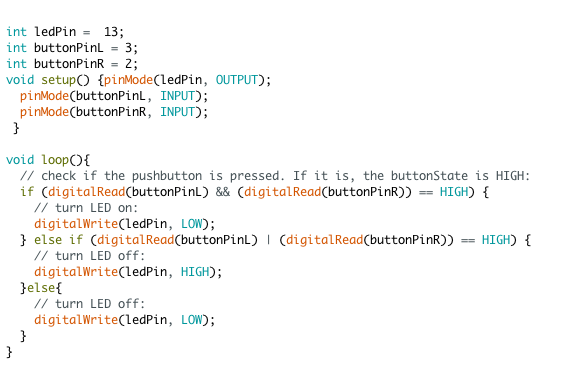 int ledPin =  13;
int buttonPinL = 3;
int buttonPinR = 2;
void setup() {pinMode(ledPin, OUTPUT);
  pinMode(buttonPinL, INPUT);
  pinMode(buttonPinR, INPUT);
 }
void loop(){
  // check if the pushbutton is pressed. If it is, the buttonState is HIGH:
  if (digitalRead(buttonPinL) && (digitalRead(buttonPinR)) == HIGH) {
    // turn LED on:
    digitalWrite(ledPin, LOW);
  } else if (digitalRead(buttonPinL) | (digitalRead(buttonPinR)) == HIGH) {
    // turn LED off:
    digitalWrite(ledPin, HIGH);
  }else{
    // turn LED off:
    digitalWrite(ledPin, LOW);
  }
}